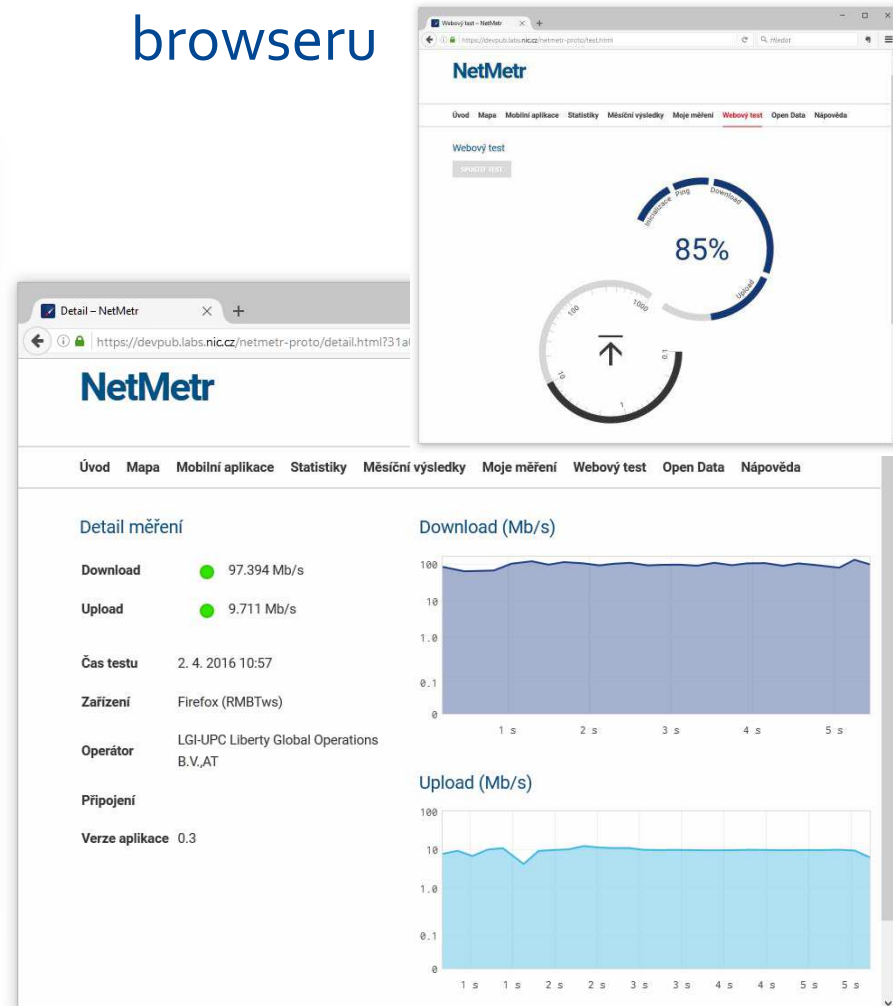 browseru
Webový test – NetMetr
https://devpub.labs.nic.cz/netmetr-proto/test.html
Hledat
NetMetr
Úvod Mapa Mobilní aplikace Statistiky Měsíční výsledky Moje měření Webový test Open Data Nápověda
Webový test
SPUSTIT TEST
Inicializace
Ping
Download
Upload
85%
0.1
1
10
100
1000
Detail – NetMetr
https://devpub.labs.nic.cz/netmetr-proto/detail.html?31a
NetMetr
Úvod Mapa Mobilní aplikace Statistiky Měsíční výsledky Moje měření Webový test Open Data Nápověda
Detail měření
Download 97.394 Mb/s
Upload 9.711 Mb/s
Čas testu 2. 4. 2016 10:57
Zařízení Firefox (RMBTws)
Operátor LGI-UPC Liberty Global Operations
B.V.,AT
Připojení
Verze aplikace 0.3
Download (Mb/s)
100
10
1.0
0.1
0
1 s 2 s 3 s 4 s 5 s
Upload (Mb/s)
100
10
1.0
0.1
0
1 s 1 s 2 s 2 s 3 s 3 s 4 s 4 s 5 s 5 s